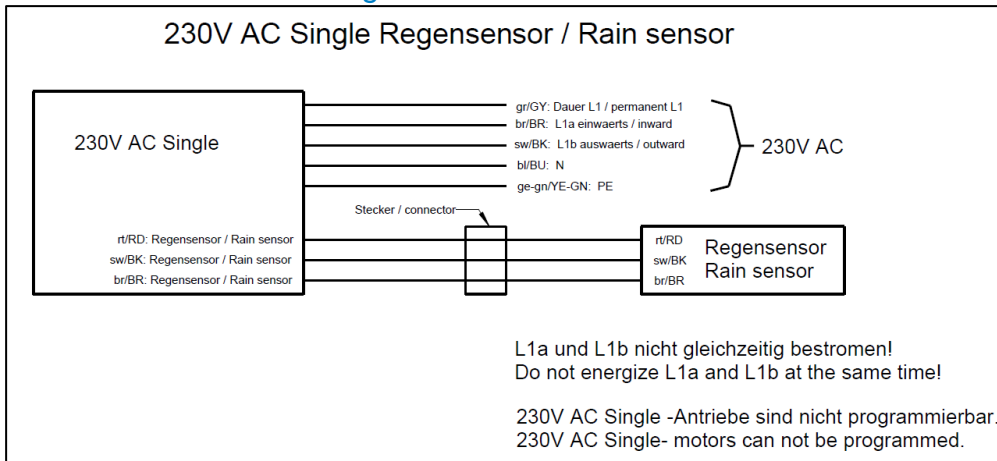 230V AC Single Regensensor / Rain sensor
230V AC Single
gr/GY: Dauer L1 / permanent L1
br/BR: L1a einwaerts / inward
sw/BK: L1b auswaerts / outward
bl/BU: N
ge-gn/YE-GN: PE
230V AC
Stecker / connector
rt/RD: Regensensor / Rain sensor
sw/BK: Regensensor / Rain sensor
br/BR: Regensensor / Rain sensor
rt/RD
sw/BK
br/BR
Regensensor
Rain sensor
L1a und L1b nicht gleichzeitig bestromen!
Do not energize L1a and L1b at the same time!
230V AC Single -Antriebe sind nicht programmierbar.
230V AC Single- motors can not be programmed.